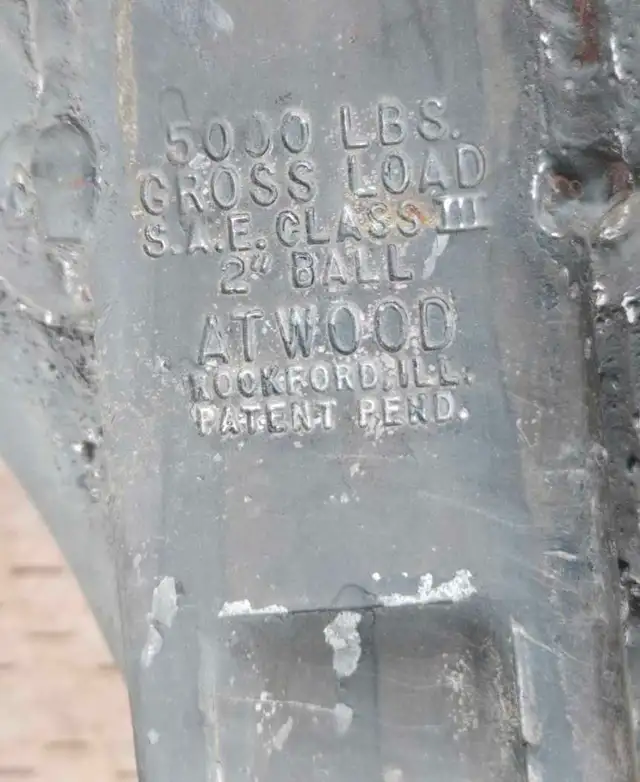 5000 LBS.
GROSS LOAD
S.A.E. CLASS III
2" BALL
ATWOOD
ROCKFORD, ILL.
PATENT PEND.